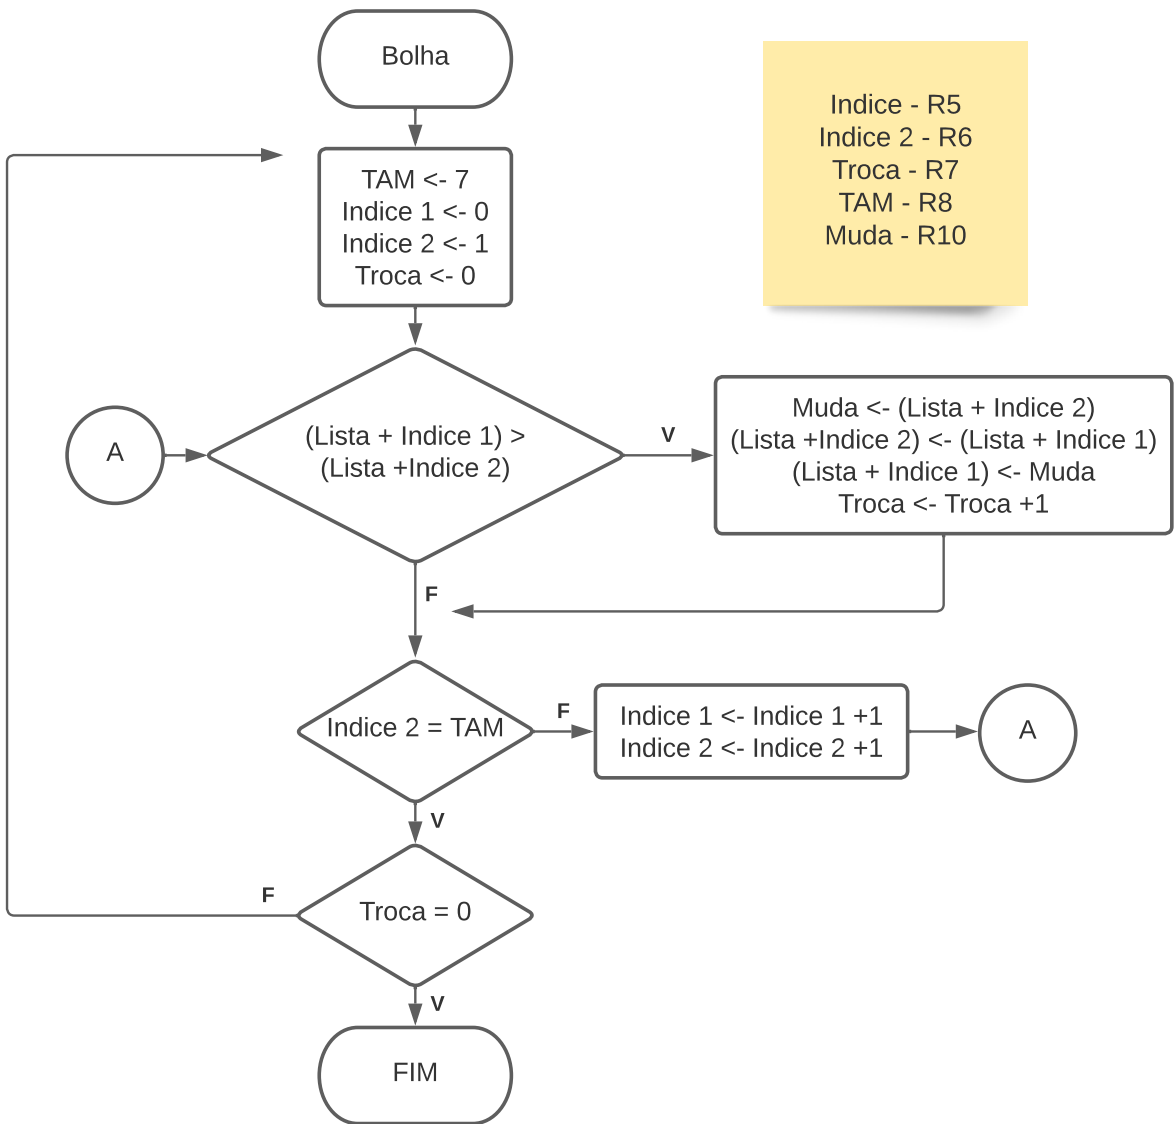 Bolha
Indice - R5
Indice 2 - R6
Troca - R7
TAM - R8
Muda - R10
TAM <- 7
Indice 1 <- 0
Indice 2 <- 1
Troca <- 0
A
(Lista + Indice 1) >
(Lista +Indice 2)
V
Muda <- (Lista + Indice 2)
(Lista +Indice 2) <- (Lista + Indice 1)
(Lista + Indice 1) <- Muda
Troca <- Troca +1
F
Indice 2 = TAM
F
Indice 1 <- Indice 1 +1
Indice 2 <- Indice 2 +1
A
V
F
Troca = 0
V
FIM